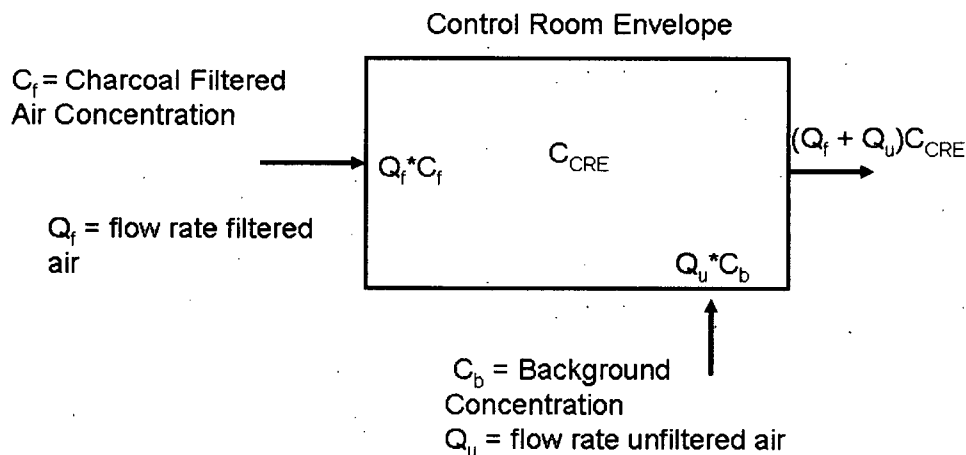 Control Room Envelope
C_f = Charcoal Filtered
Air Concentration
Q_f*C_f
C_CRE
(Q_f + Q_u)C_CRE
Q_f = flow rate filtered
air
Q_u*C_b
C_b = Background
Concentration
Q_u = flow rate unfiltered air